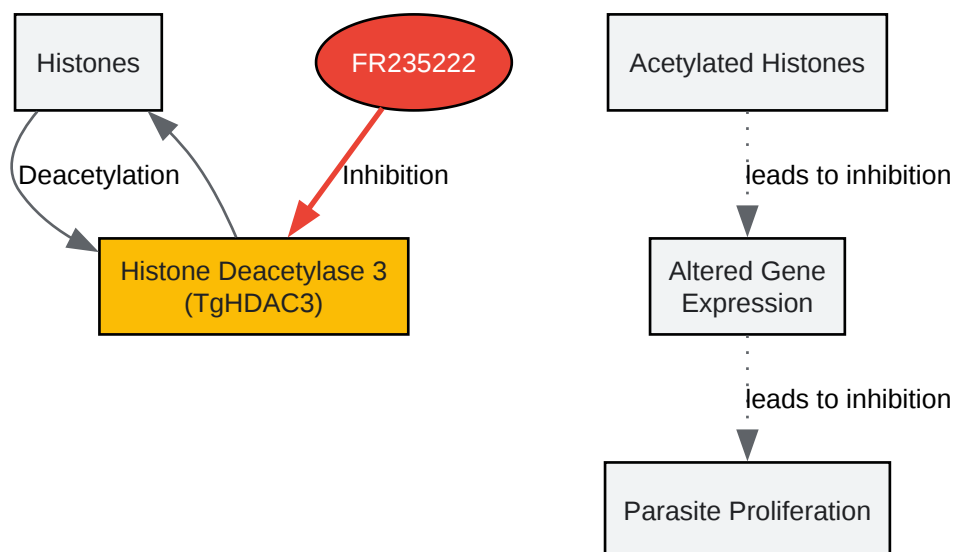 Histones
FR235222
Acetylated Histones
Deacetylation
Inhibition
leads to inhibition
Histone Deacetylase 3
(TgHDAC3)
Altered Gene
Expression
leads to inhibition
Parasite Proliferation